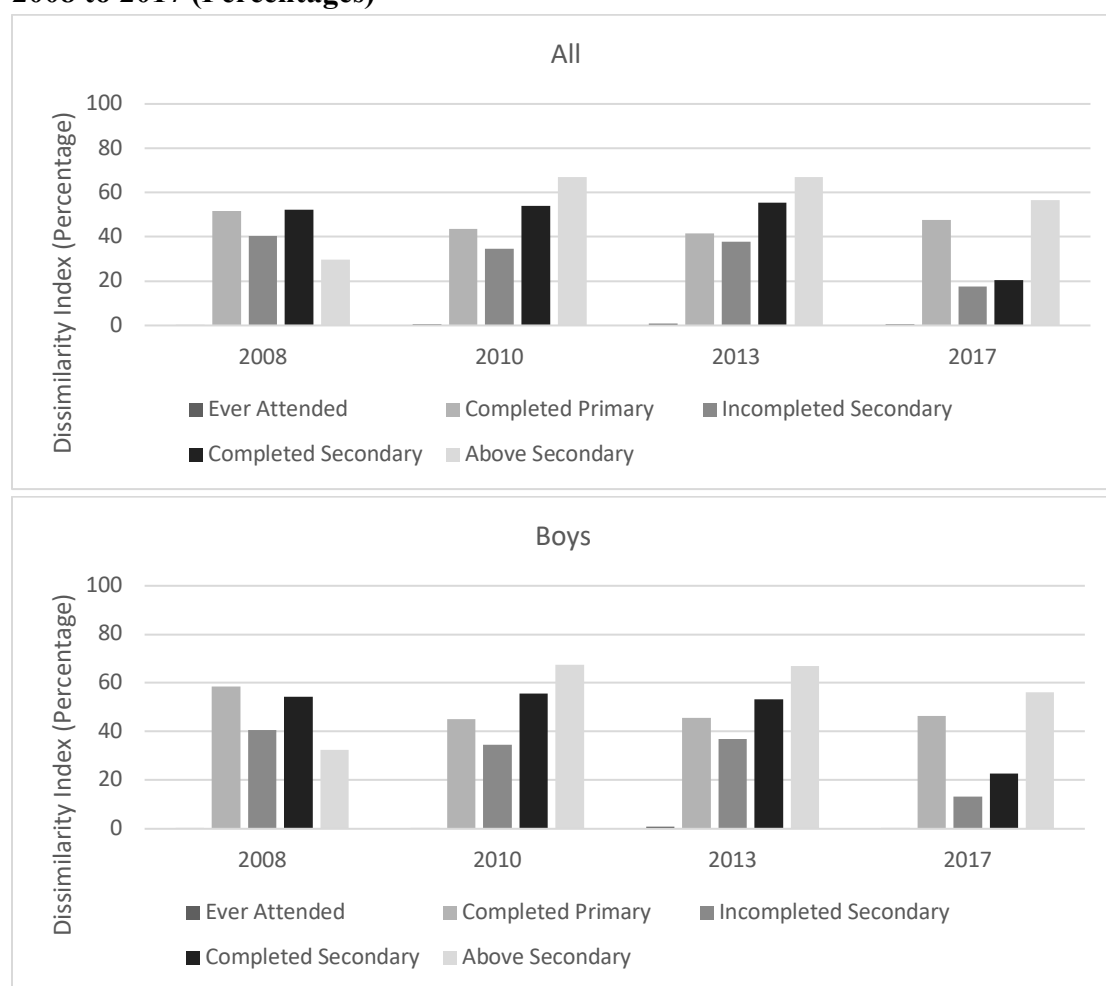 2008 to 2017 (Percentages)
All
Dissimilarity Index (Percentage)
100
80
60
40
20
0
2008 2010 2013 2017
Ever Attended Completed Primary Incompleted Secondary
Completed Secondary Above Secondary
Boys
Dissimilarity Index (Percentage)
100
80
60
40
20
0
2008 2010 2013 2017
Ever Attended Completed Primary Incompleted Secondary
Completed Secondary Above Secondary